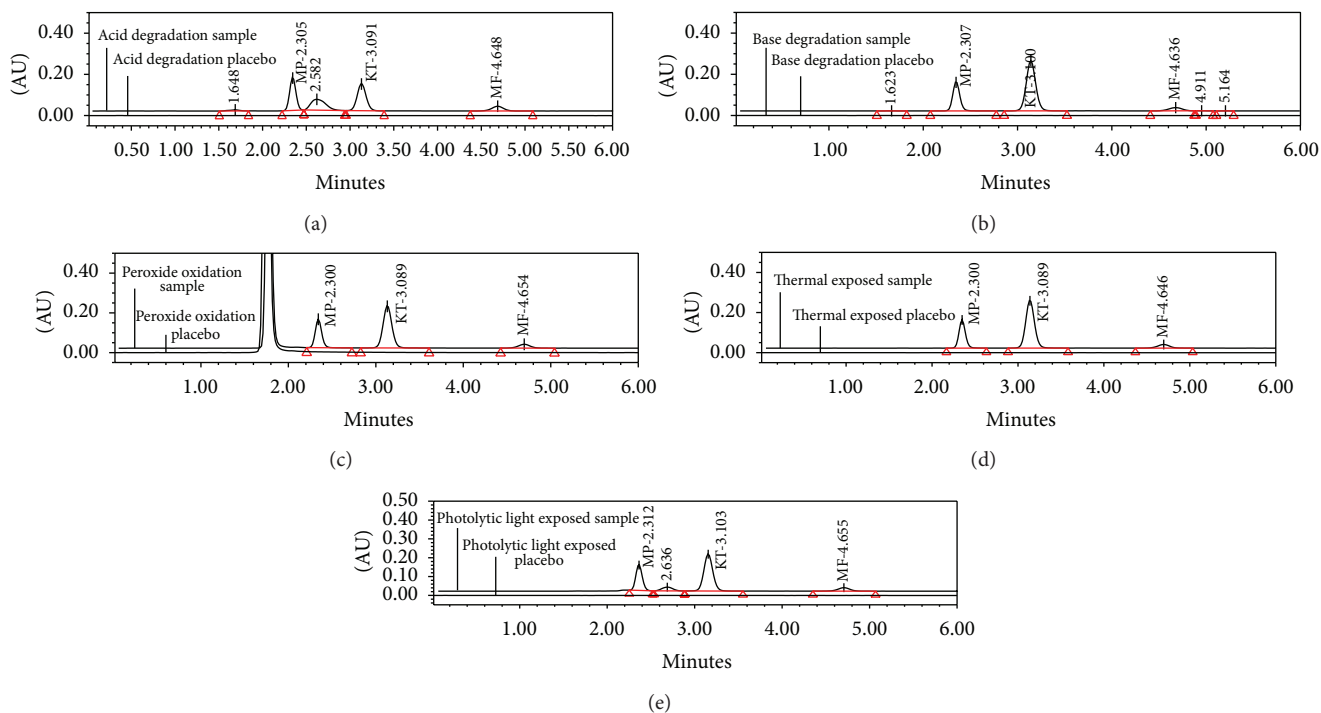 0.40
0.20
0.00
(AU)
Acid degradation sample
Acid degradation placebo
1.648
MP-2.305
2.582
KT-3.091
MF-4.648
0.50 1.00 1.50 2.00 2.50 3.00 3.50 4.00 4.50 5.00 5.50 6.00
Minutes
(a)
0.40
0.20
0.00
(AU)
Base degradation sample
Base degradation placebo
1.623
MP-2.307
MF-4.636
4.911
5.164
1.00 2.00 3.00 4.00 5.00 6.00
Minutes
(b)
0.40
0.20
0.00
(AU)
Peroxide oxidation
sample
Peroxide oxidation
placebo
MP-2.300
KT-3.089
MF-4.654
1.00 2.00 3.00 4.00 5.00 6.00
Minutes
(c)
0.40
0.20
0.00
(AU)
Thermal exposed sample
Thermal exposed placebo
MP-2.300
KT-3.089
MF-4.646
1.00 2.00 3.00 4.00 5.00 6.00
Minutes
(d)
0.50
0.40
0.30
0.20
0.10
0.00
(AU)
Photolytic light exposed sample
Photolytic light exposed
placebo
MP-2.312
2.636
KT-3.103
MF-4.655
1.00 2.00 3.00 4.00 5.00 6.00
Minutes
(e)